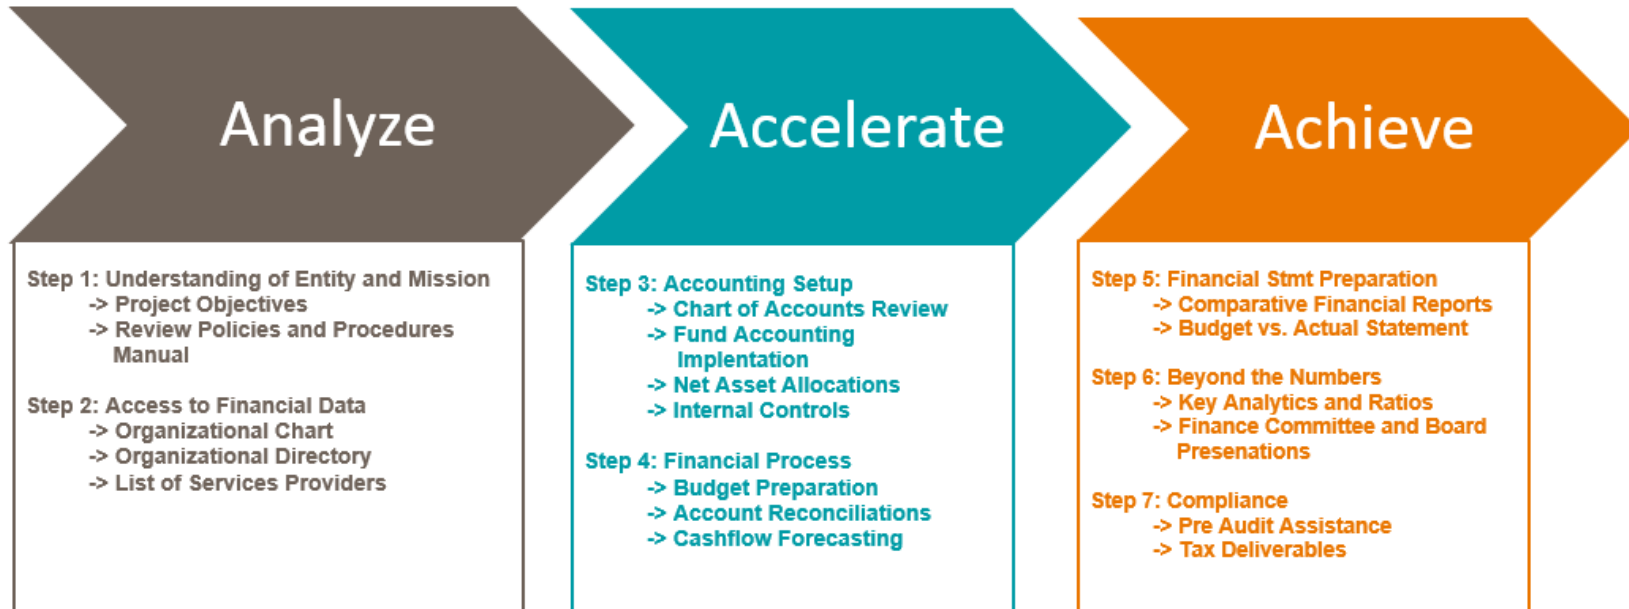 Analyze
Step 1: Understanding of Entity and Mission
-> Project Objectives
-> Review Policies and Procedures
Manual
Step 2: Access to Financial Data
-> Organizational Chart
-> Organizational Directory
-> List of Services Providers
Accelerate
Step 3: Accounting Setup
-> Chart of Accounts Review
-> Fund Accounting
Implentation
-> Net Asset Allocations
-> Internal Controls
Step 4: Financial Process
-> Budget Preparation
-> Account Reconciliations
-> Cashflow Forecasting
Achieve
Step 5: Financial Stmt Preparation
-> Comparative Financial Reports
-> Budget vs. Actual Statement
Step 6: Beyond the Numbers
-> Key Analytics and Ratios
-> Finance Committee and Board
Presenations
Step 7: Compliance
-> Pre Audit Assistance
-> Tax Deliverables